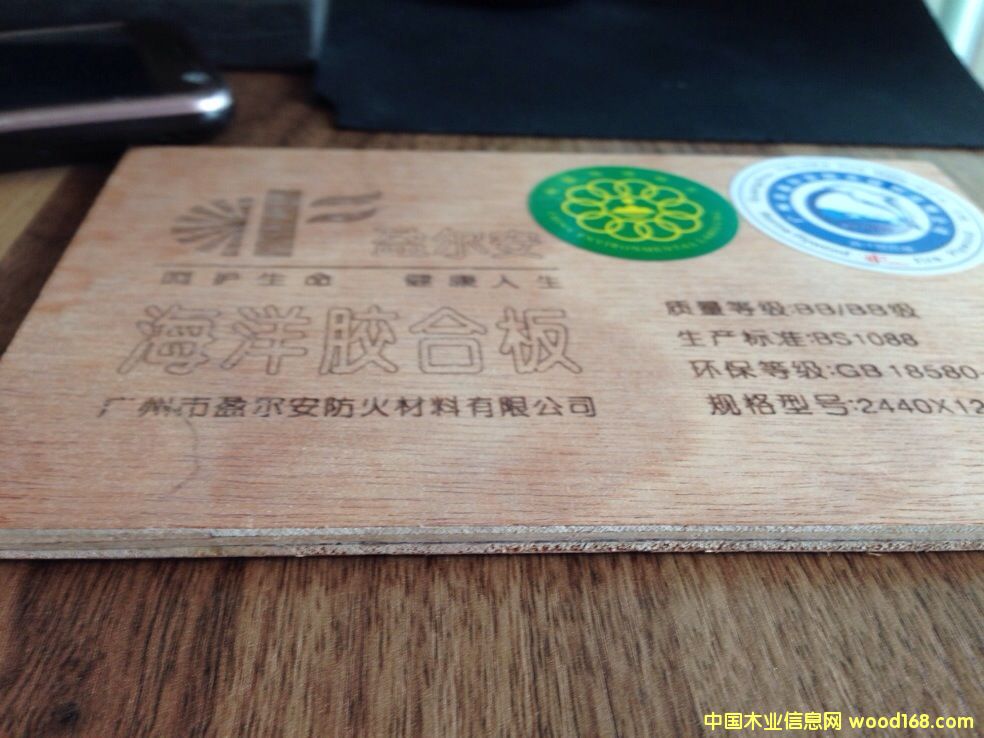 盈尔安
呵护生命 健康人生
海洋胶合板
广州市盈尔安防火材料有限公司
质量等级:BB/BB级
生产标准:BS1088
环保等级:GB 18580-
规格型号:2440X12
中国木业信息网 wood168.com